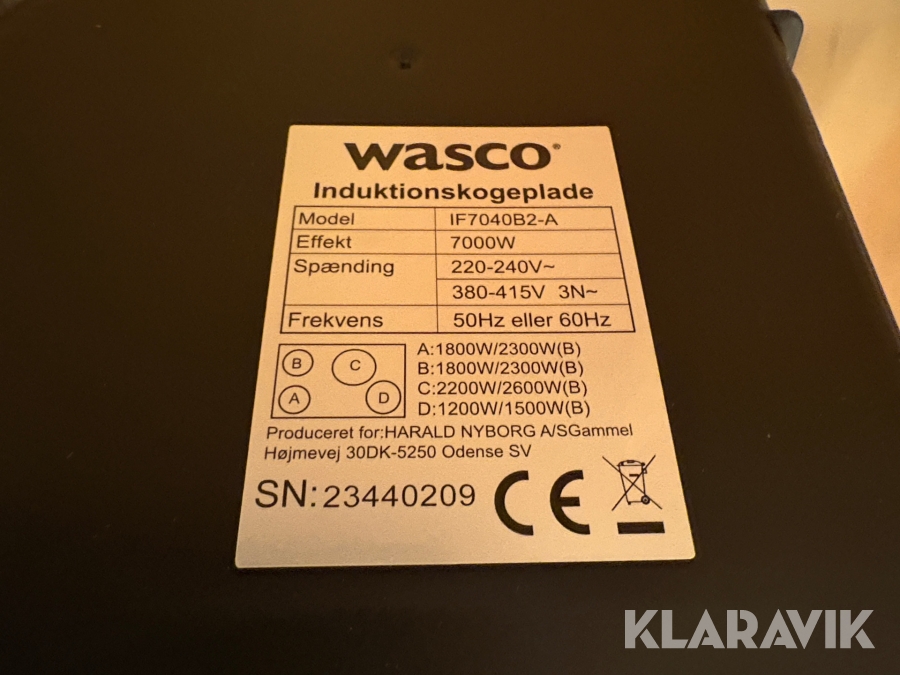 wasco®
Induktionskogeplade
Model IF7040B2-A
Effekt 7000W
Spænding 220-240V~
380-415V 3N~
Frekvens 50Hz eller 60Hz
A:1800W/2300W(B)
B:1800W/2300W(B)
C:2200W/2600W(B)
D:1200W/1500W(B)
B C
A D
Produceret for:HARALD NYBORG A/SGammel
Højmevej 30DK-5250 Odense SV
SN:23440209 CE
KLARAVIK